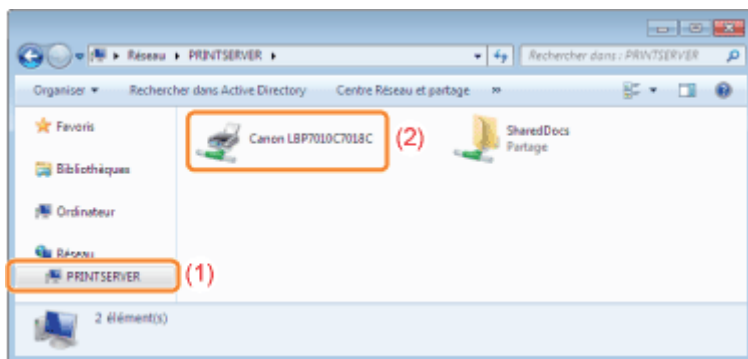 Réseau ▸ PRINTSERVER ▸
Rechercher dans : PRINTSERVER
Organiser Rechercher dans Active Directory Centre Réseau et partage »
Favoris
Bibliothèques
Ordinateur
Réseau
PRINTSERVER
(1)
Canon LBP7010C7018C
(2)
SharedDocs
Partage
2 élément(s)